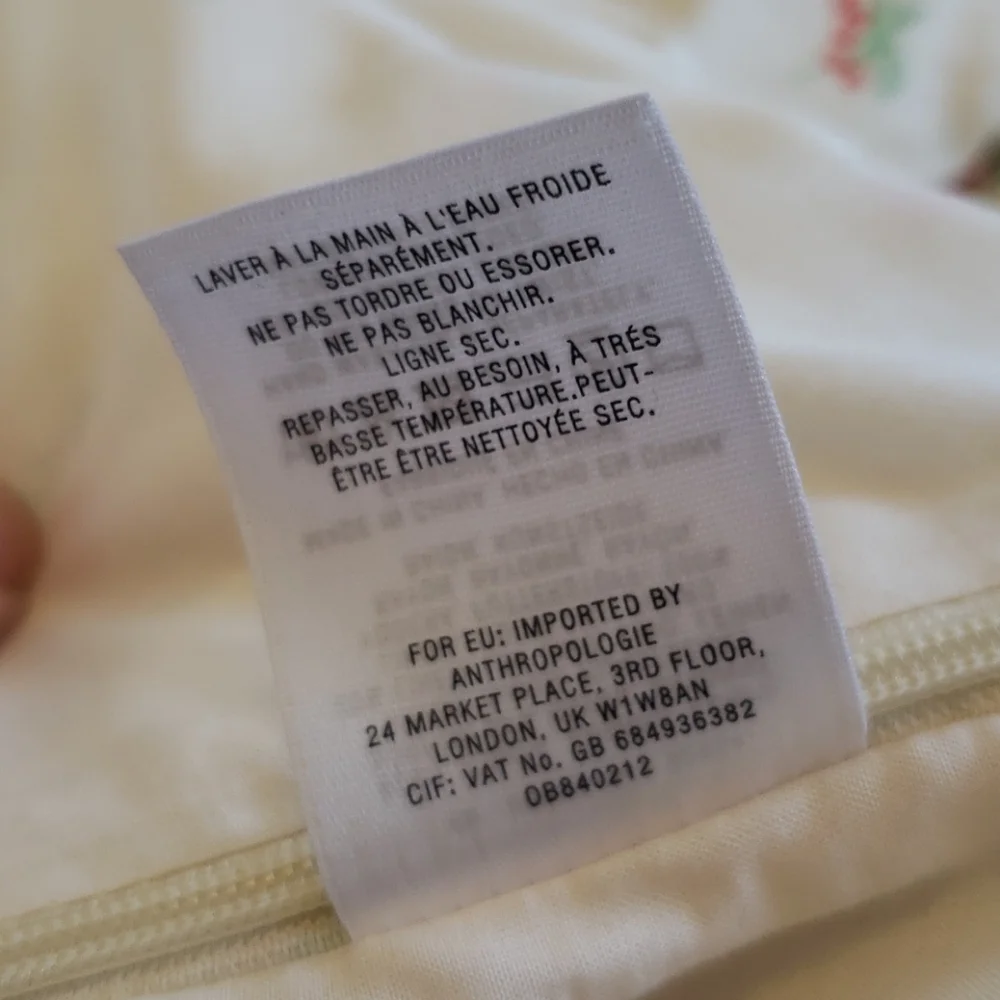 LAVER À LA MAIN À L'EAU FROIDE
SÉPARÉMENT.
NE PAS TORDRE OU ESSORER.
NE PAS BLANCHIR.
LIGNE SEC.
REPASSER, AU BESOIN, À TRÉS
BASSE TEMPÉRATURE.PEUT-
ÊTRE ÊTRE NETTOYÉE SEC.
FOR EU: IMPORTED BY
ANTHROPOLOGIE
24 MARKET PLACE, 3RD FLOOR,
LONDON, UK W1W8AN
CIF: VAT No. GB 684936382
OB840212